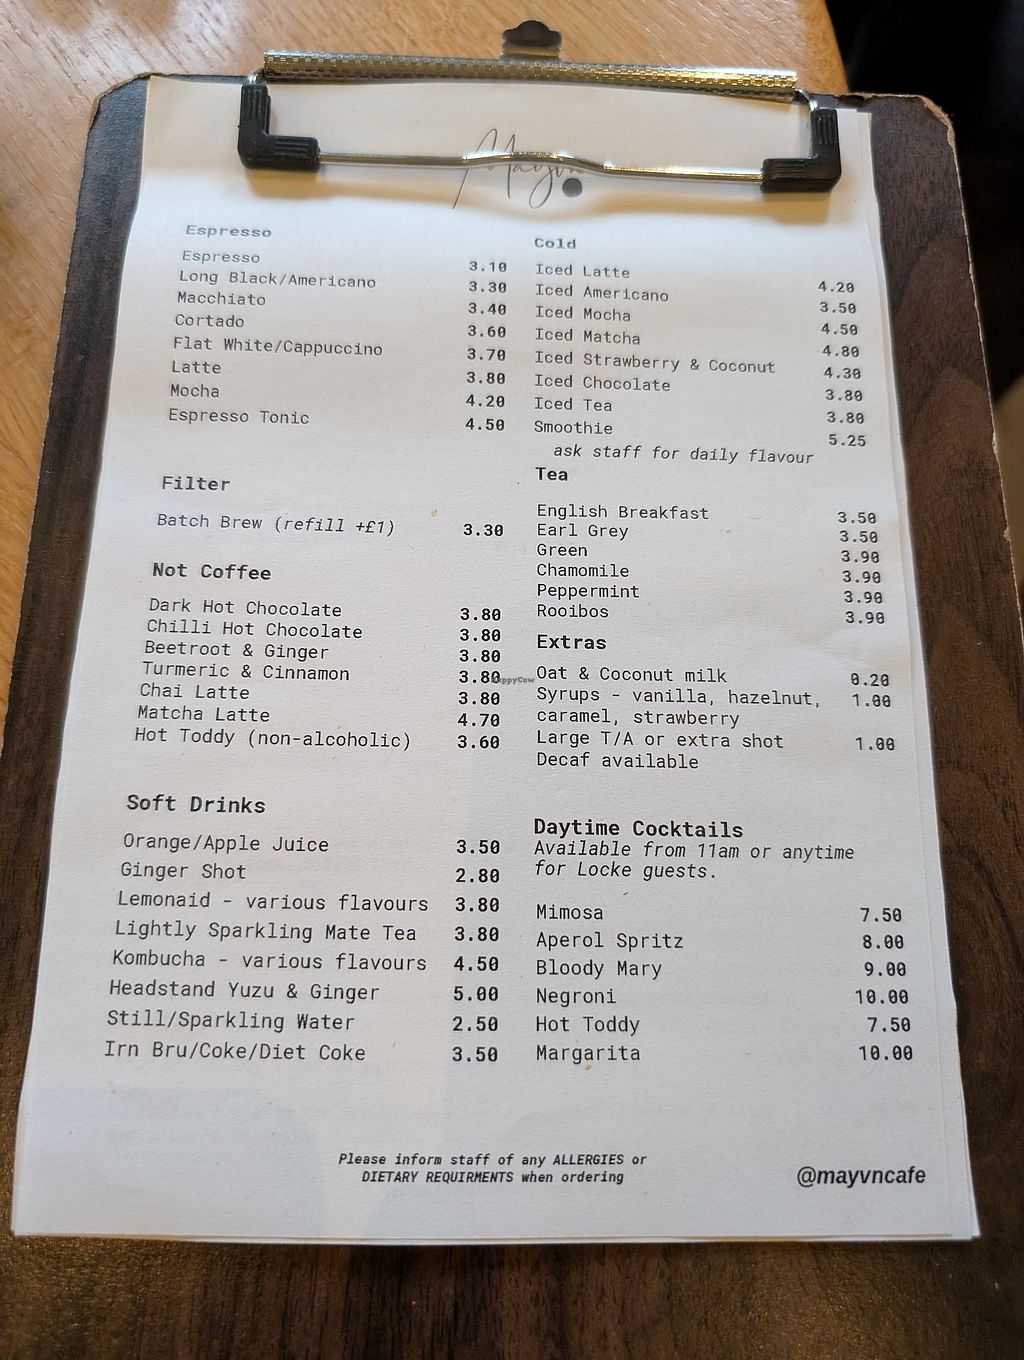 Mayvn
Espresso
Espresso 3.10
Long Black/Americano 3.30
Macchiato 3.40
Cortado 3.60
Flat White/Cappuccino 3.70
Latte 3.80
Mocha 4.20
Espresso Tonic 4.50
Filter
Batch Brew (refill +£1) 3.30
Not Coffee
Dark Hot Chocolate 3.80
Chilli Hot Chocolate 3.80
Beetroot & Ginger 3.80
Turmeric & Cinnamon 3.80
Chai Latte 3.80
Matcha Latte 4.70
Hot Toddy (non-alcoholic) 3.60
Soft Drinks
Orange/Apple Juice 3.50
Ginger Shot 2.80
Lemonaid - various flavours 3.80
Lightly Sparkling Mate Tea 3.80
Kombucha - various flavours 4.50
Headstand Yuzu & Ginger 5.00
Still/Sparkling Water 2.50
Irn Bru/Coke/Diet Coke 3.50
Cold
Iced Latte 4.20
Iced Americano 3.50
Iced Mocha 4.50
Iced Matcha 4.80
Iced Strawberry & Coconut 4.30
Iced Chocolate 3.80
Iced Tea 3.80
Smoothie 5.25
ask staff for daily flavour
Tea
English Breakfast 3.50
Earl Grey 3.50
Green 3.90
Chamomile 3.90
Peppermint 3.90
Rooibos 3.90
Extras
Oat & Coconut milk 0.20
Syrups - vanilla, hazelnut, 1.00
caramel, strawberry
Large T/A or extra shot 1.00
Decaf available
Daytime Cocktails
Available from 11am or anytime
for Locke guests.
Mimosa 7.50
Aperol Spritz 8.00
Bloody Mary 9.00
Negroni 10.00
Hot Toddy 7.50
Margarita 10.00
Please inform staff of any ALLERGIES or
DIETARY REQUIRMENTS when ordering
@mayvncafe
HappyCow